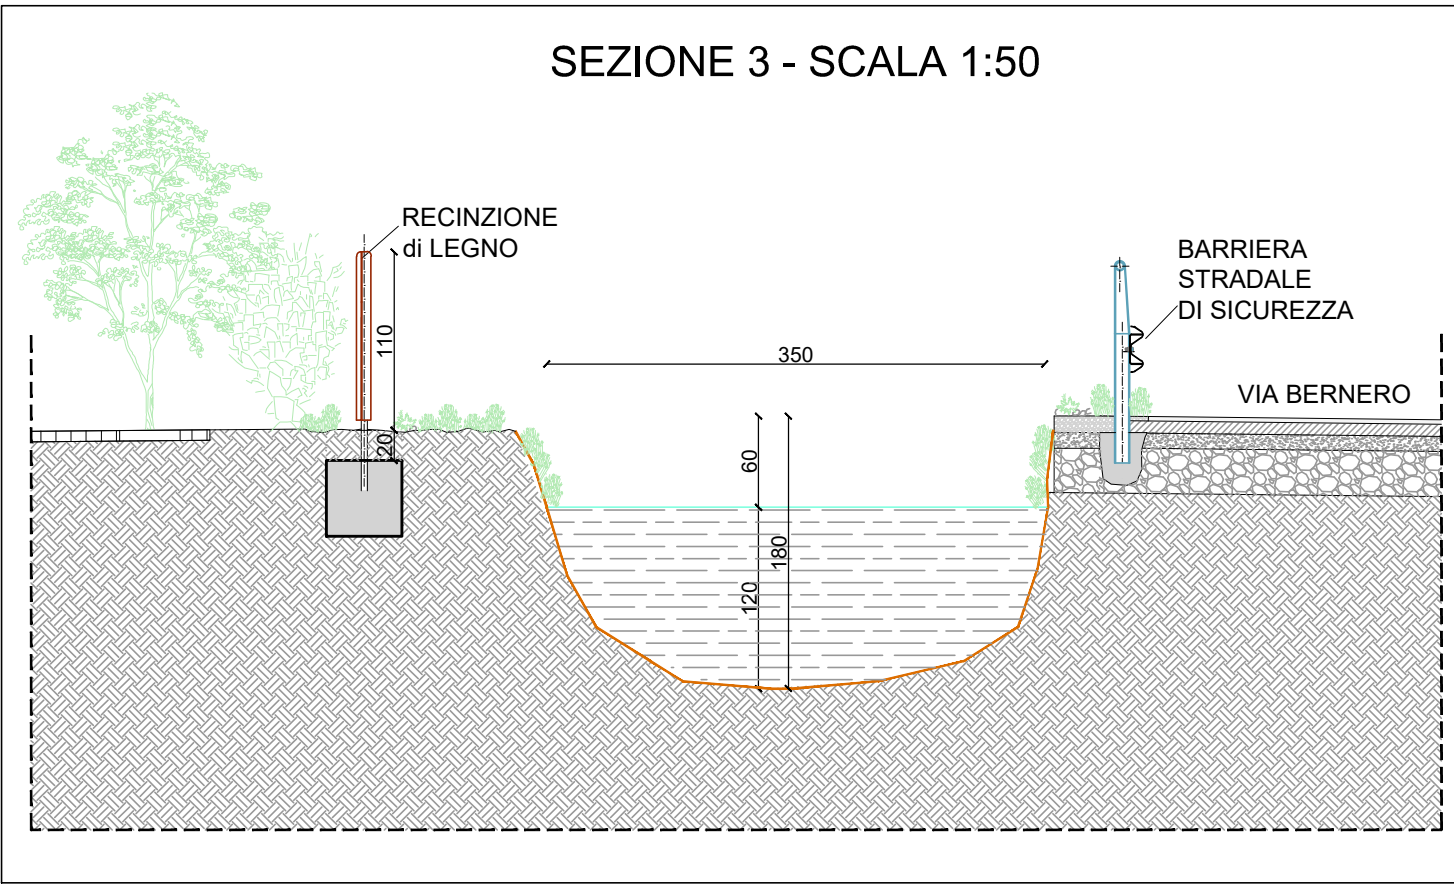 SEZIONE 3 - SCALA 1:50
RECINZIONE
di LEGNO
BARRIERA
STRADALE
DI SICUREZZA
110
350
VIA BERNERO
20
60
180
120